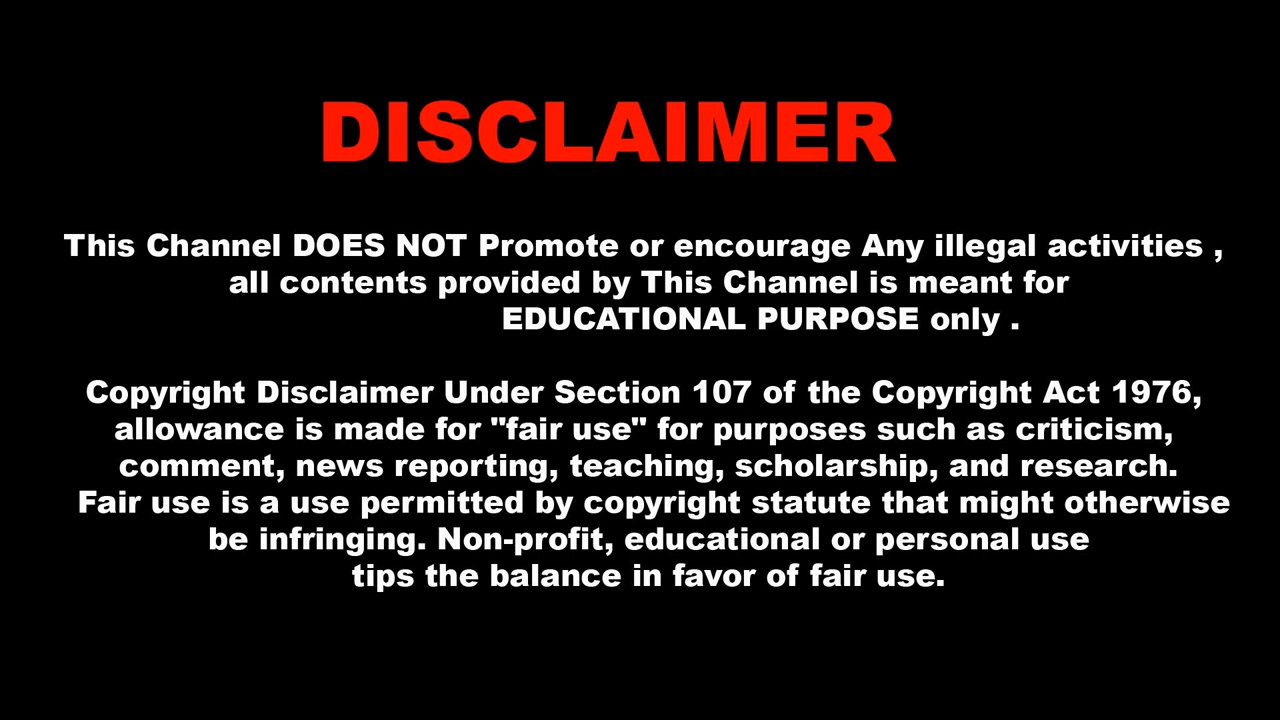 DISCLAIMER
This Channel DOES NOT Promote or encourage Any illegal activities ,
all contents provided by This Channel is meant for
EDUCATIONAL PURPOSE only .
Copyright Disclaimer Under Section 107 of the Copyright Act 1976,
allowance is made for "fair use" for purposes such as criticism,
comment, news reporting, teaching, scholarship, and research.
Fair use is a use permitted by copyright statute that might otherwise
be infringing. Non-profit, educational or personal use
tips the balance in favor of fair use.